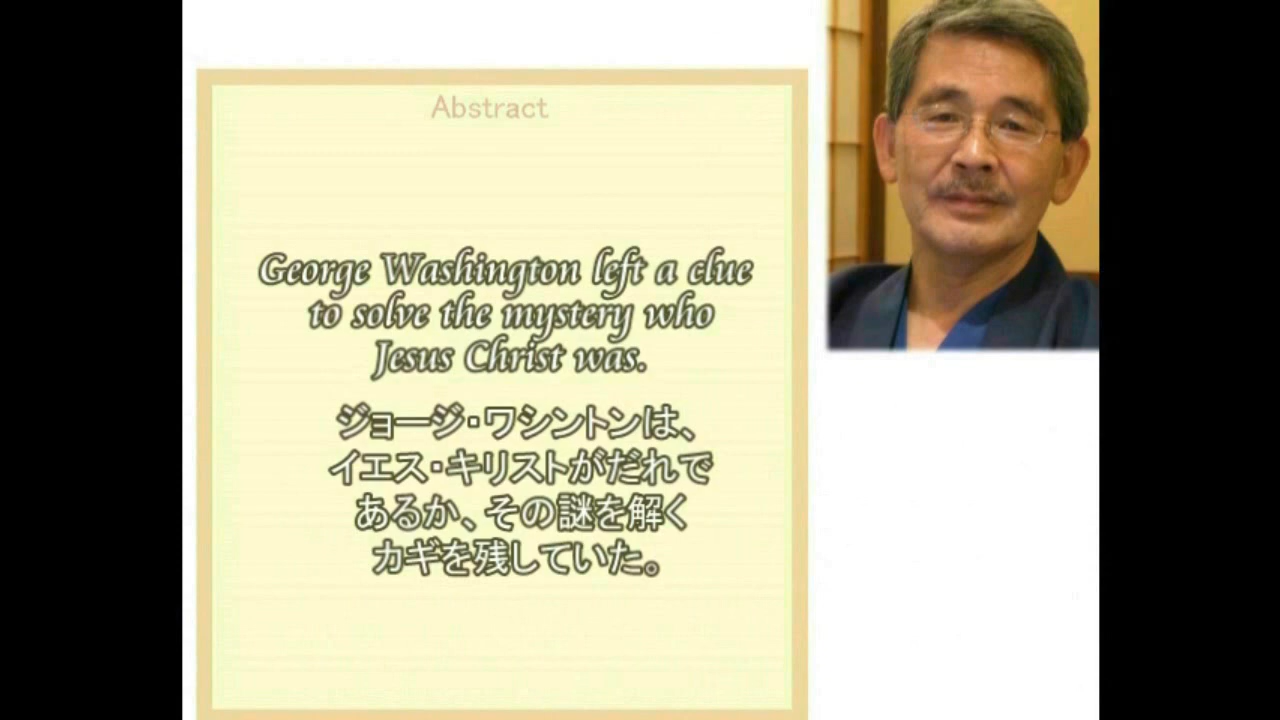 Abstract
George Washington left a clue
to solve the mystery who
Jesus Christ was.
ジョージ・ワシントンは、
イエス・キリストがだれで
あるか、その謎を解く
カギを残していた。